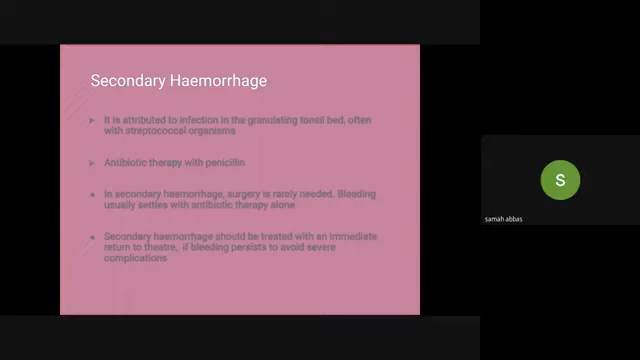 Secondary Haemorrhage
It is attributed to infection in the granulating tonsil bed, often
with streptococcal organisms
Antibiotic therapy with penicillin
In secondary haemorrhage, surgery is rarely needed. Bleeding
usually settles with antibiotic therapy alone
Secondary haemorrhage should be treated with an immediate
return to theatre, if bleeding persists to avoid severe
complications
S
samah abbas